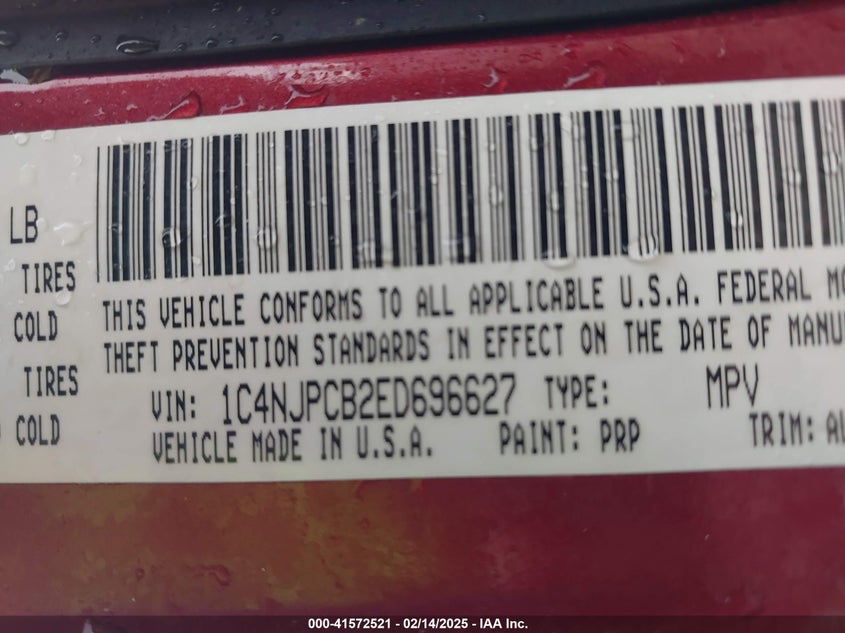 LB
TIRES
COLD
TIRES
COLD
THIS VEHICLE CONFORMS TO ALL APPLICABLE U.S.A. FEDERAL MO
THEFT PREVENTION STANDARDS IN EFFECT ON THE DATE OF MANU
VIN: 1C4NJPCB2ED696627 TYPE: MPV
VEHICLE MADE IN U.S.A. PAINT: PRP TRIM: AL
000-41572521 - 02/14/2025 - IAA Inc.